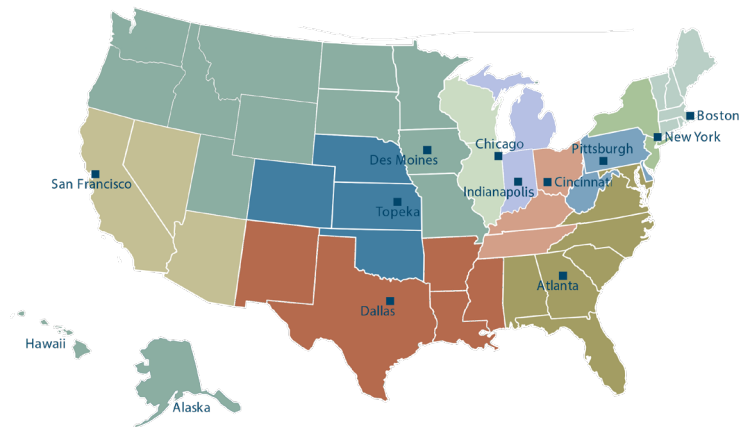 Boston
New York
Chicago
Pittsburgh
Des Moines
San Francisco
Indianapolis
Cincinnati
Topeka
Atlanta
Dallas
Hawaii
Alaska